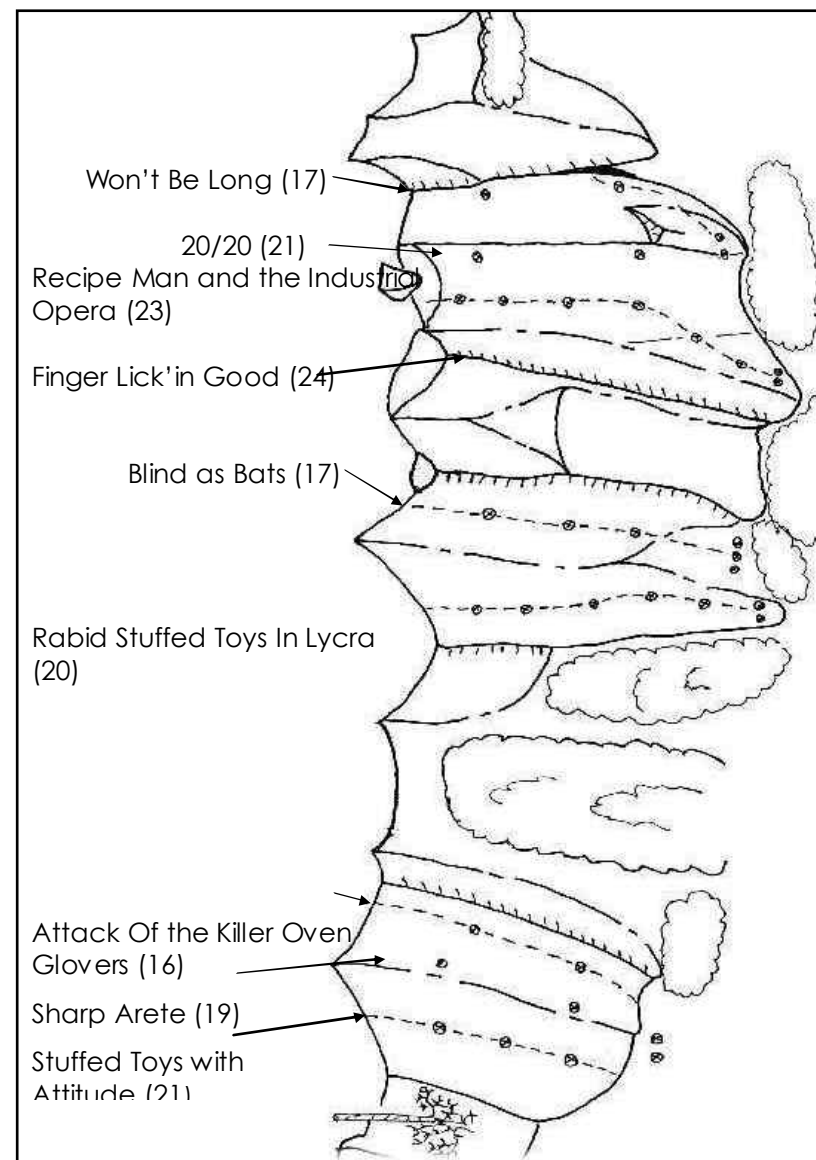 Won’t Be Long (17)
20/20 (21)
Recipe Man and the Industrial
Opera (23)
Finger Lick’in Good (24)
Blind as Bats (17)
Rabid Stuffed Toys In Lycra
(20)
Attack Of the Killer Oven
Glovers (16)
Sharp Arete (19)
Stuffed Toys with
Attitude (21)